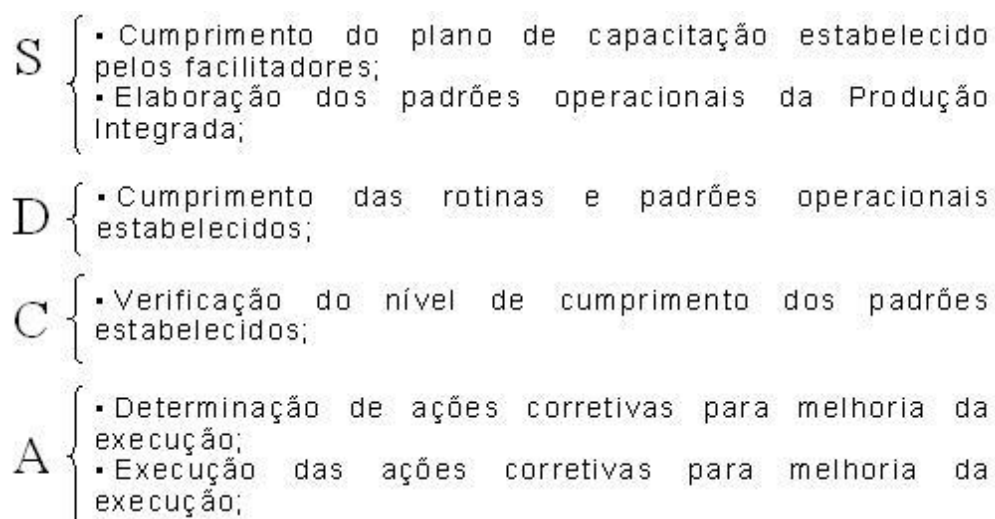 S
▪ Cumprimento do plano de capacitação estabelecido
pelos facilitadores;
▪ Elaboração dos padrões operacionais da Produção
Integrada;
D
▪ Cumprimento das rotinas e padrões operacionais
estabelecidos;
C
▪ Verificação do nível de cumprimento dos padrões
estabelecidos;
A
▪ Determinação de ações corretivas para melhoria da
execução;
▪ Execução das ações corretivas para melhoria da
execução;